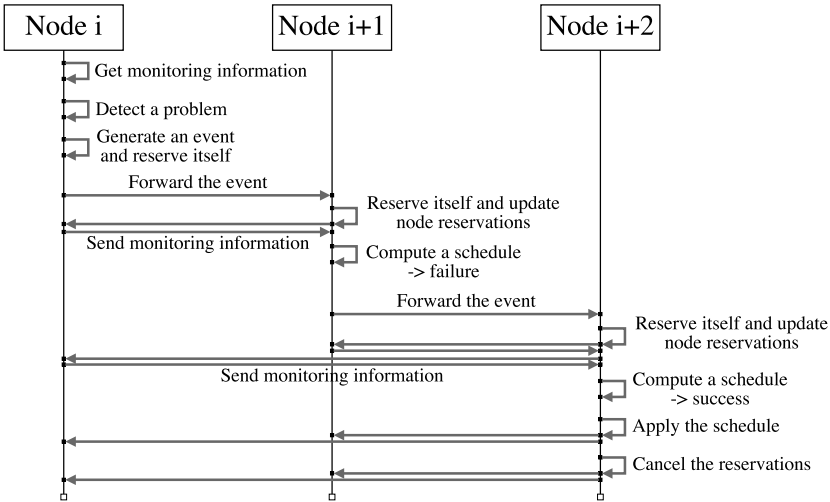 Node i
Node i+1
Node i+2
Get monitoring information
Detect a problem
Generate an event
and reserve itself
Forward the event
Reserve itself and update
node reservations
Send monitoring information
Compute a schedule
-> failure
Forward the event
Reserve itself and update
node reservations
Send monitoring information
Compute a schedule
-> success
Apply the schedule
Cancel the reservations